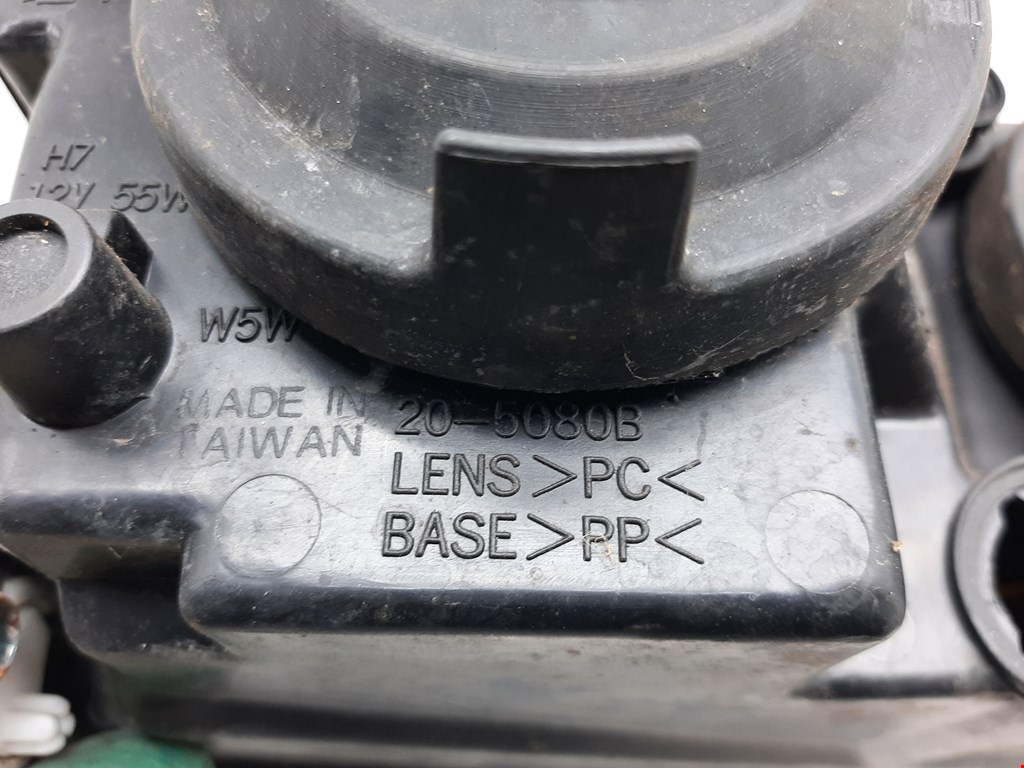 H7
12V 55W
W5W
MADE IN
TAIWAN
20-5080B
LENS>PC<
BASE>PP<